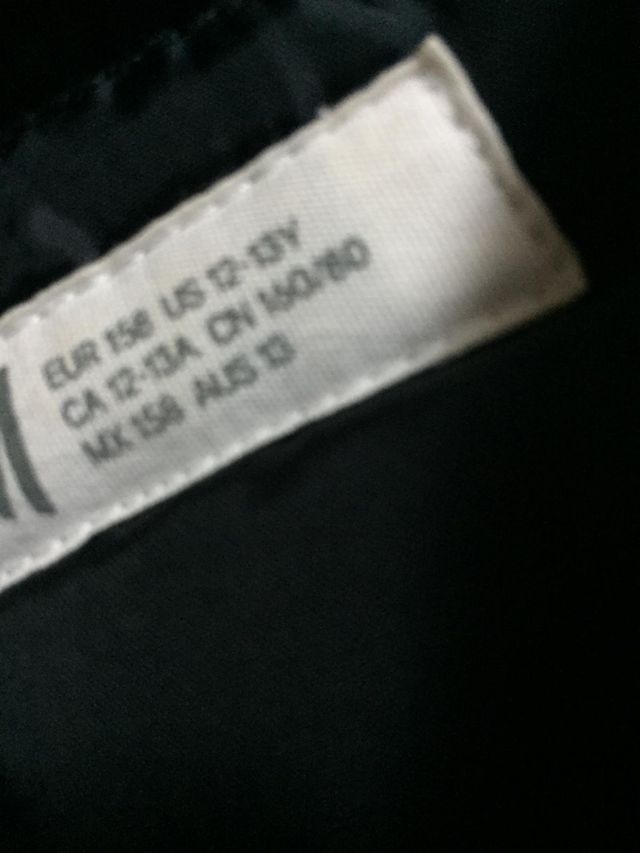 EUR 158 US 12-13Y
CA 12-13A CN 160/80
MX 158 AUS 13